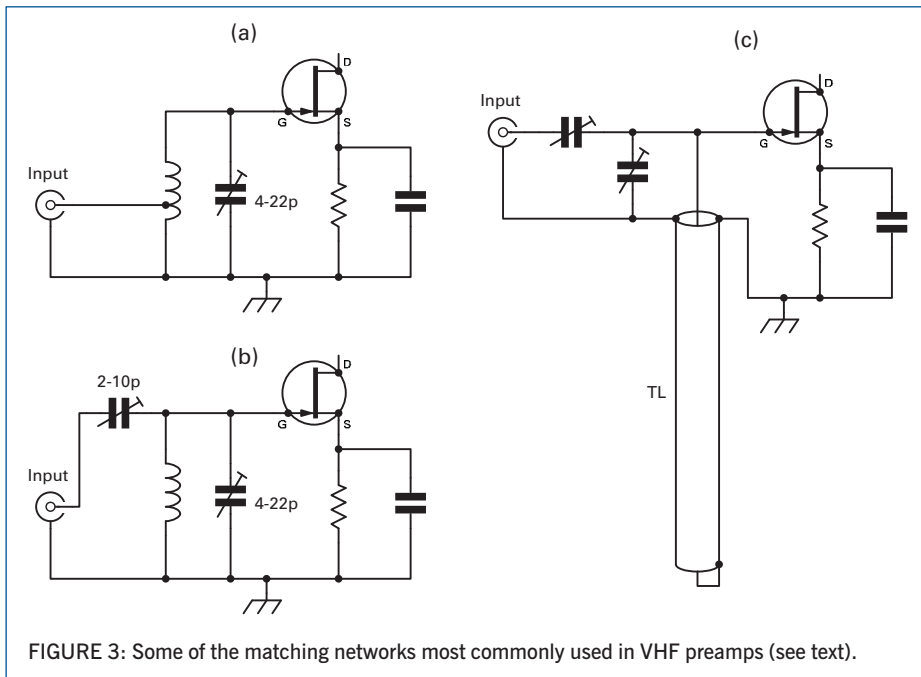 (a)
D
G
S
Input
4-22p
(b)
2-10p
D
G
S
Input
4-22p
(c)
Input
D
G
S
TL
FIGURE 3: Some of the matching networks most commonly used in VHF preamps (see text).